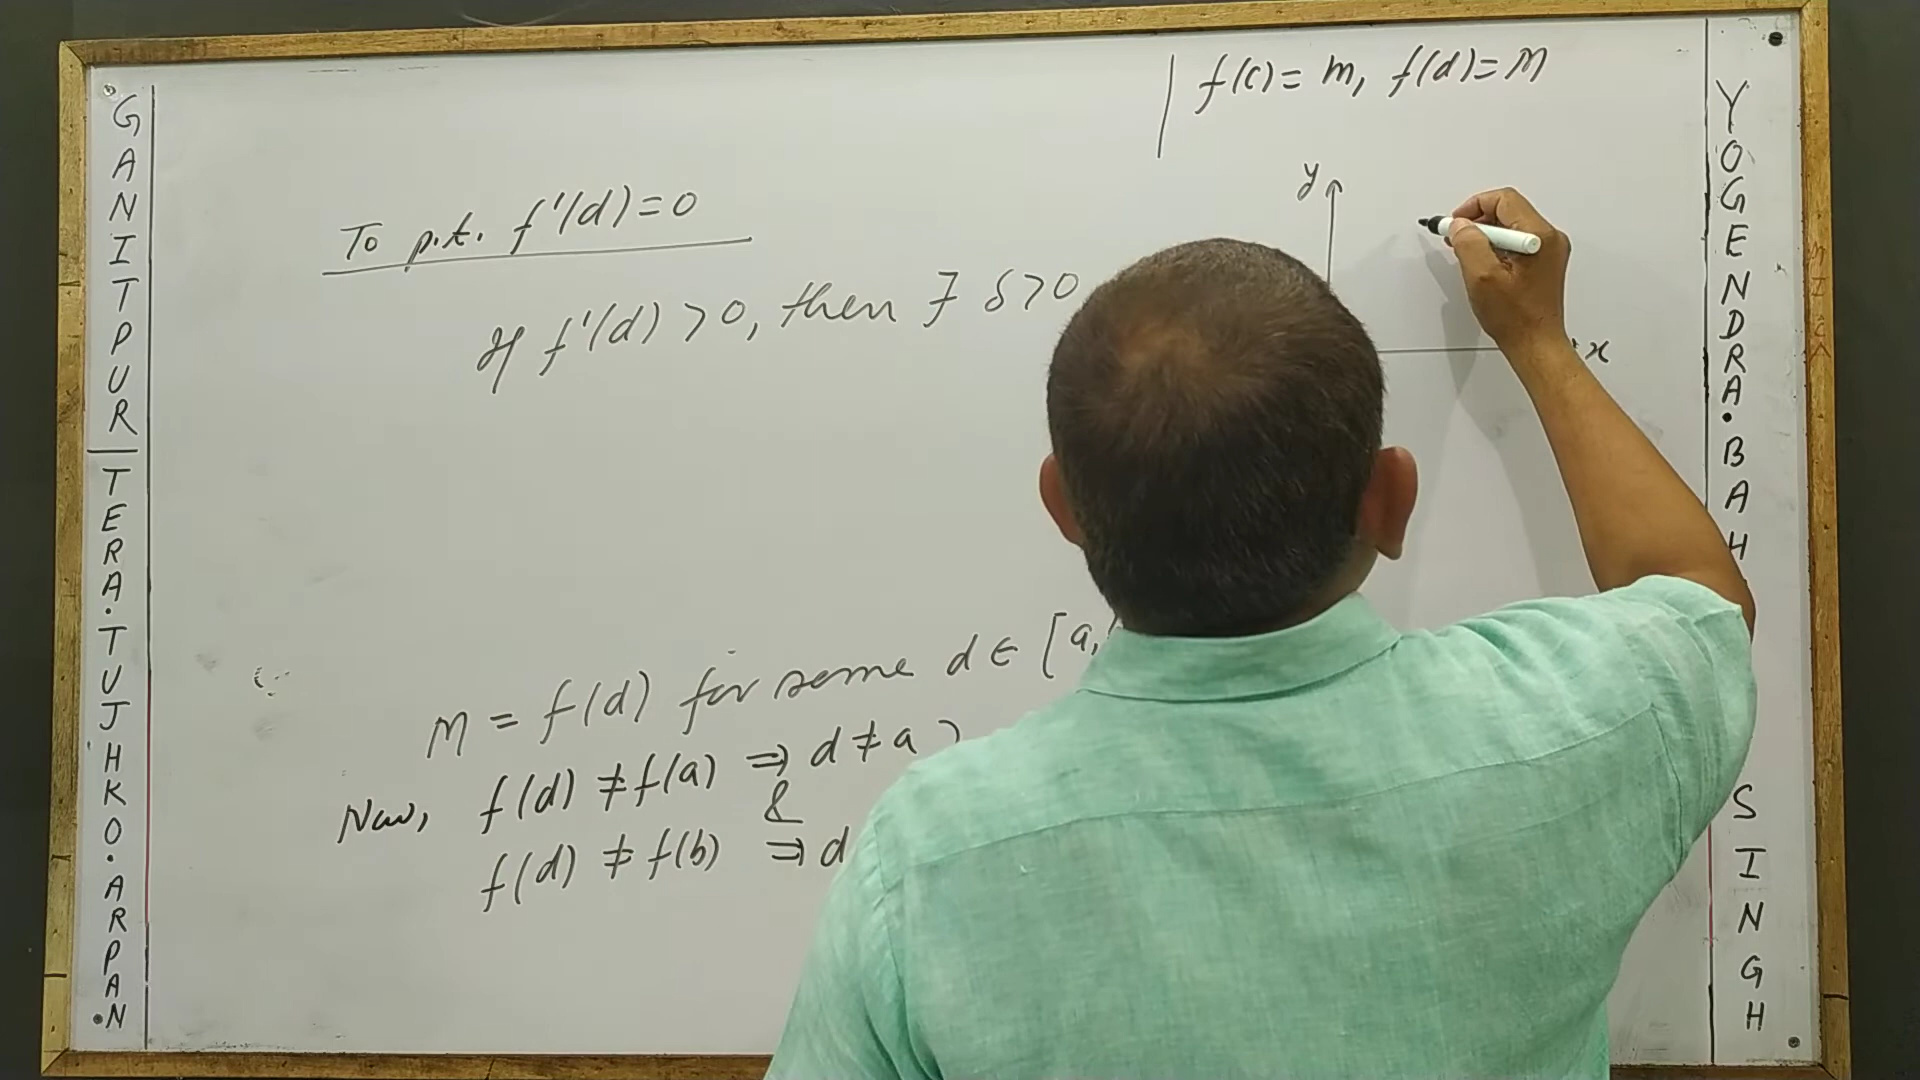 f(c) = m, f(d) = M
y
x
To p.t. f'(d) = 0
If f'(d) > 0, then ∃ δ > 0
M = f(d) for some d ∈ [a,
Now, f(d) ≠ f(a) ⇒ d ≠ a
&
f(d) ≠ f(b) ⇒ d
GANITPUR
TERA·TUJHKO·ARPAN
YOGENDRA·BAH
SINGH